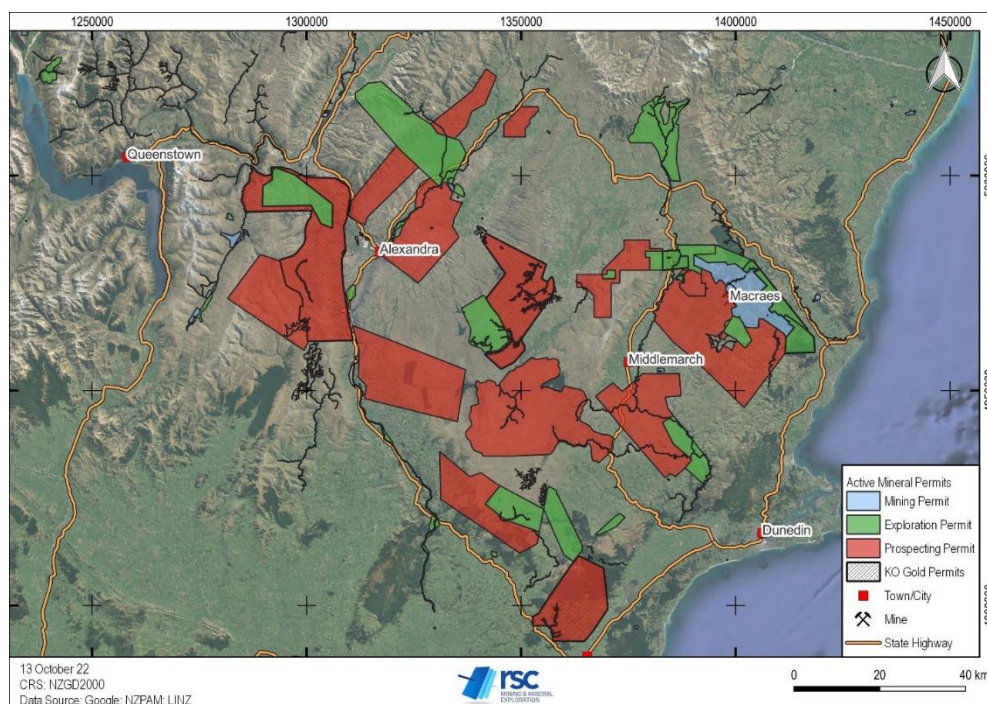 1250000 1300000 1350000 1400000 1450000
Queenstown
5000000
Alexandra
Macraes
Middlemarch
4950000
Active Mineral Permits
Mining Permit
Exploration Permit
Prospecting Permit
KO Gold Permits
Town/City
Mine
State Highway
Dunedin
13 October 22
CRS: NZGD2000
Data Source: Google; NZPAM; LINZ
rsc
MINING & MINERAL
EXPLORATION
0 20 40 km